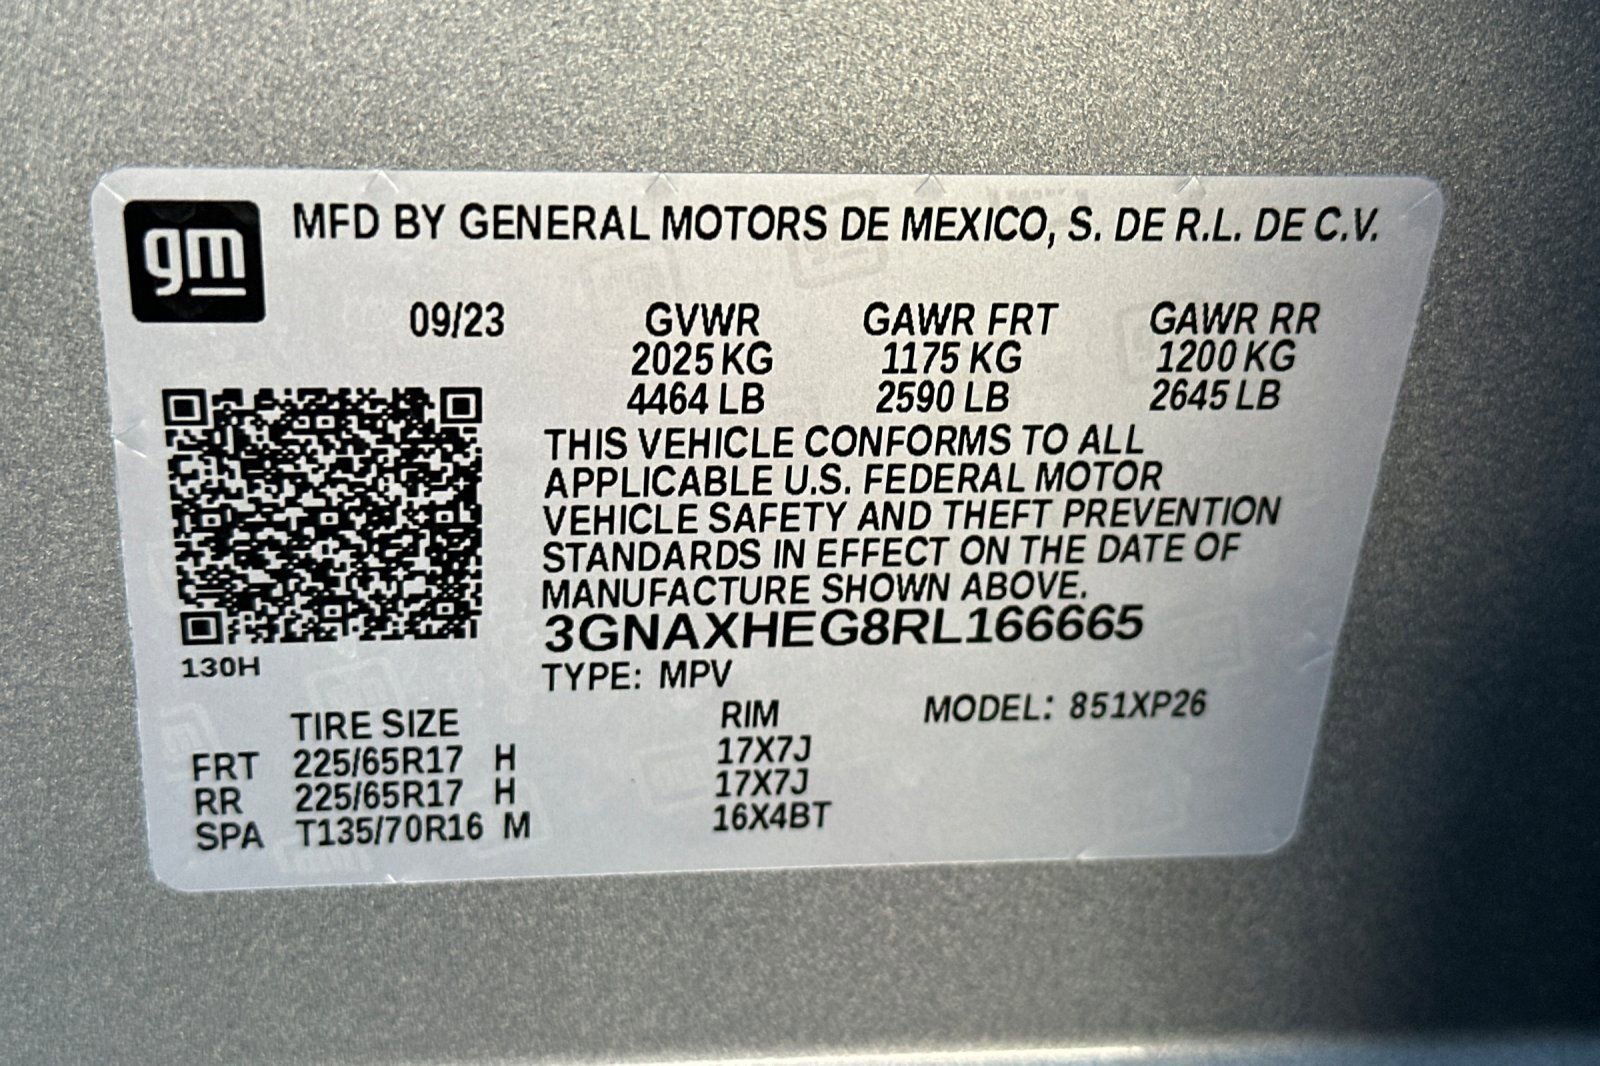 gm
MFD BY GENERAL MOTORS DE MEXICO, S. DE R.L. DE C.V.
09/23 GVWR GAWR FRT GAWR RR
2025 KG 1175 KG 1200 KG
4464 LB 2590 LB 2645 LB
THIS VEHICLE CONFORMS TO ALL
APPLICABLE U.S. FEDERAL MOTOR
VEHICLE SAFETY AND THEFT PREVENTION
STANDARDS IN EFFECT ON THE DATE OF
MANUFACTURE SHOWN ABOVE.
3GNAXHEG8RL166665
130H
TYPE: MPV
TIRE SIZE RIM MODEL: 851XP26
FRT 225/65R17 H 17X7J
RR 225/65R17 H 17X7J
SPA T135/70R16 M 16X4BT